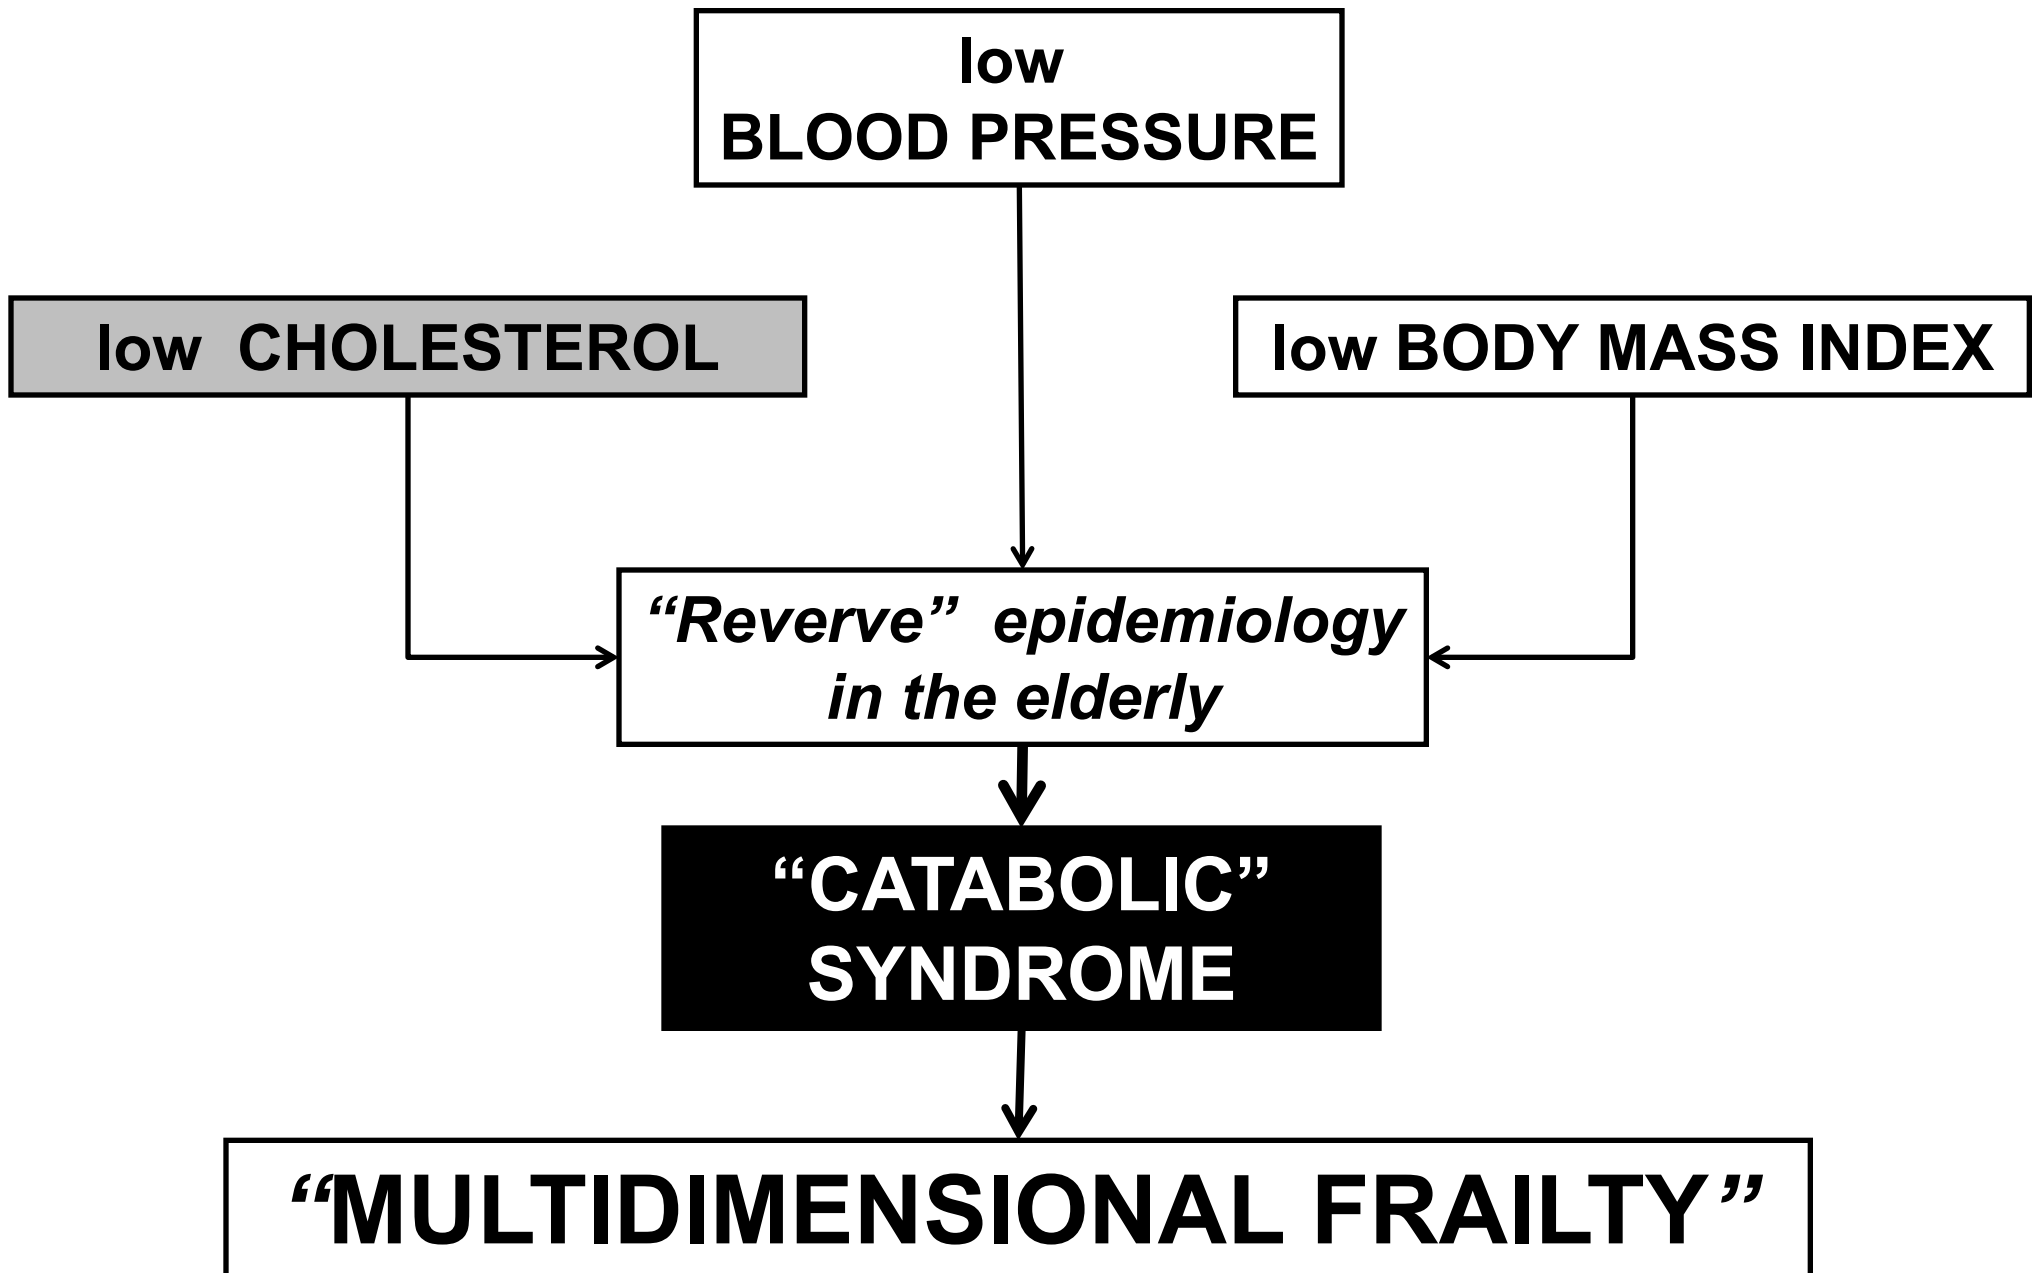 low
BLOOD PRESSURE
low CHOLESTEROL
low BODY MASS INDEX
“Reverve” epidemiology
in the elderly
“CATABOLIC”
SYNDROME
“MULTIDIMENSIONAL FRAILTY”